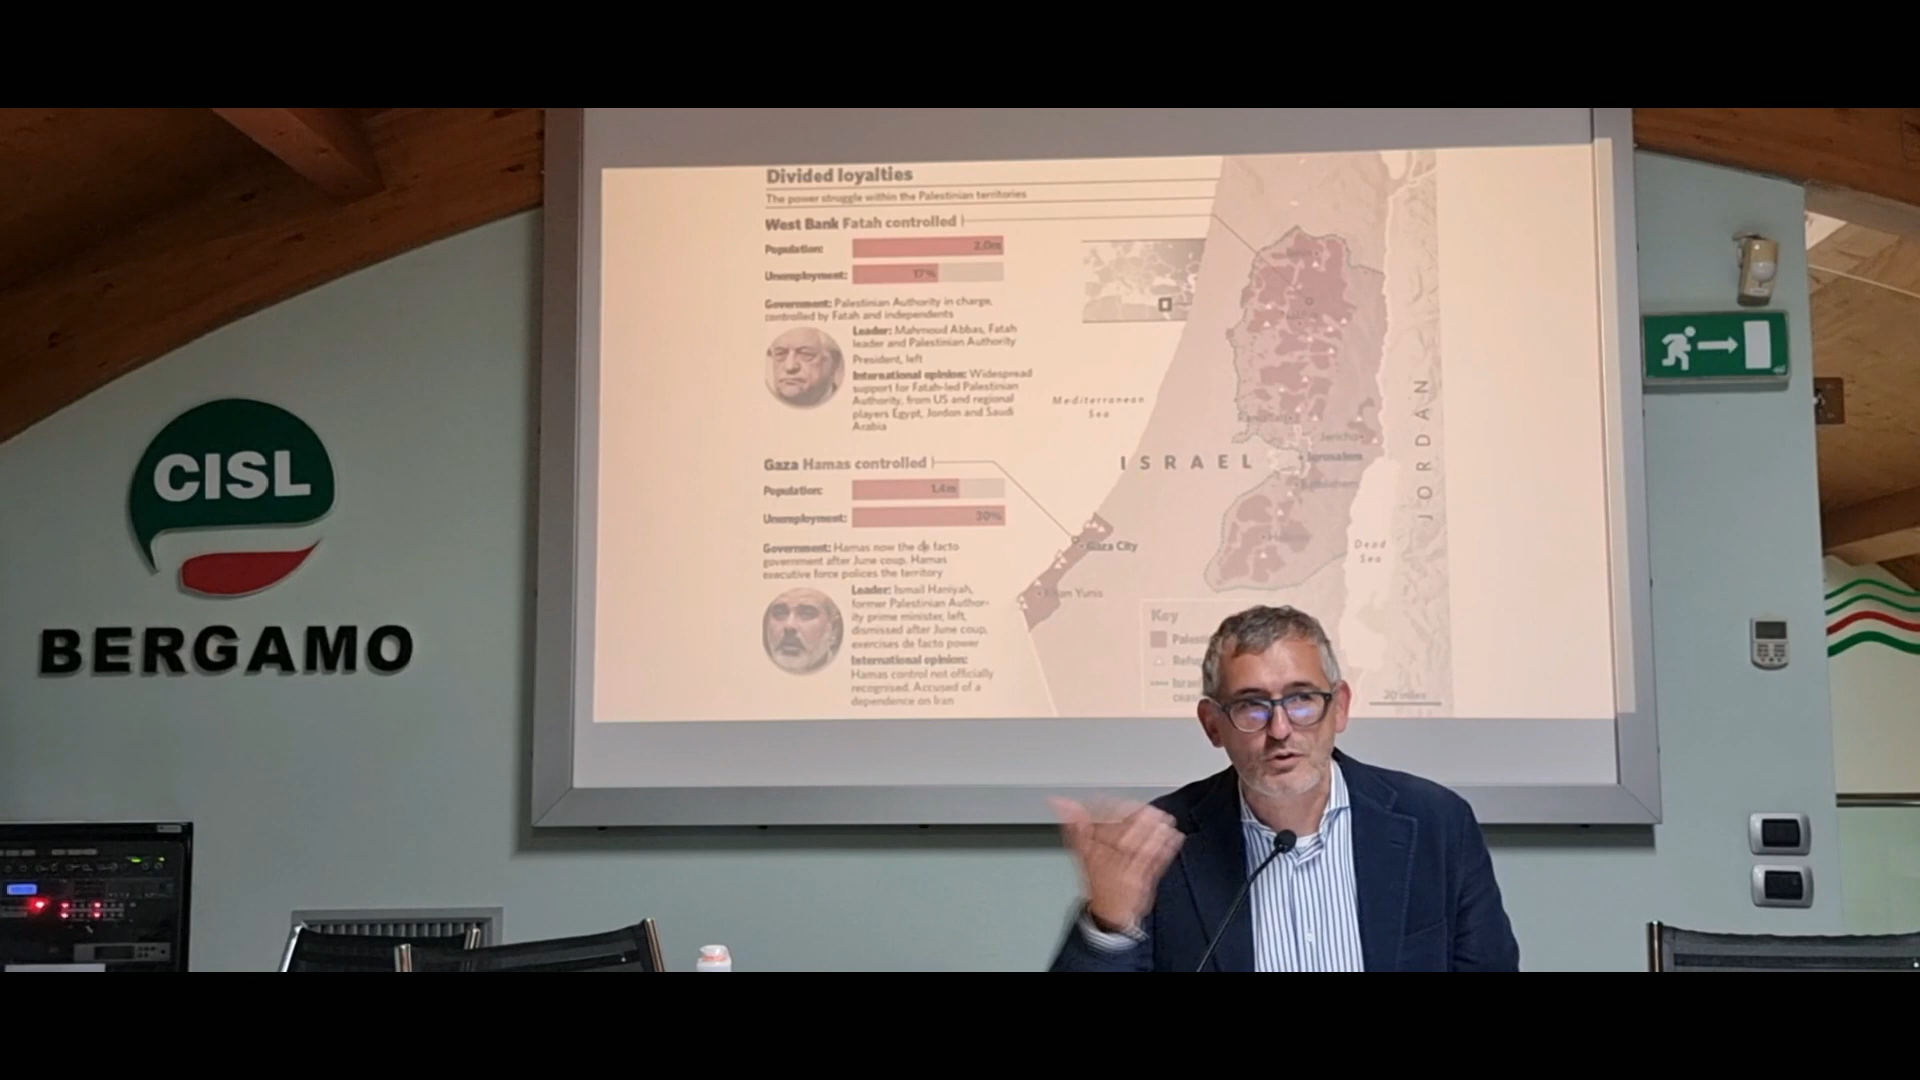 CISL
BERGAMO
Divided loyalties
The power struggle within the Palestinian territories
West Bank Fatah controlled
Population: 2.0m
Unemployment: 17%
Government: Palestinian Authority in charge,
controlled by Fatah and independents
Leader: Mahmoud Abbas, Fatah
leader and Palestinian Authority
President, left
International opinion: Widespread
support for Fatah-led Palestinian
Authority, from US and regional
players Egypt, Jordon and Saudi
Arabia
Gaza Hamas controlled
Population: 1.4m
Unemployment: 30%
Government: Hamas now the de facto
government after June coup. Hamas
executive force polices the territory
Leader: Ismail Haniyah,
former Palestinian Author-
ity prime minister, left,
dismissed after June coup,
exercises de facto power
International opinion:
Hamas control not officially
recognised. Accused of a
dependence on Iran
Mediterranean
Sea
ISRAEL
JORDAN
Ramallah
Jericho
Jerusalem
Bethlehem
Hebron
Dead
Sea
Gaza City
Khan Yunis
Key
20 miles